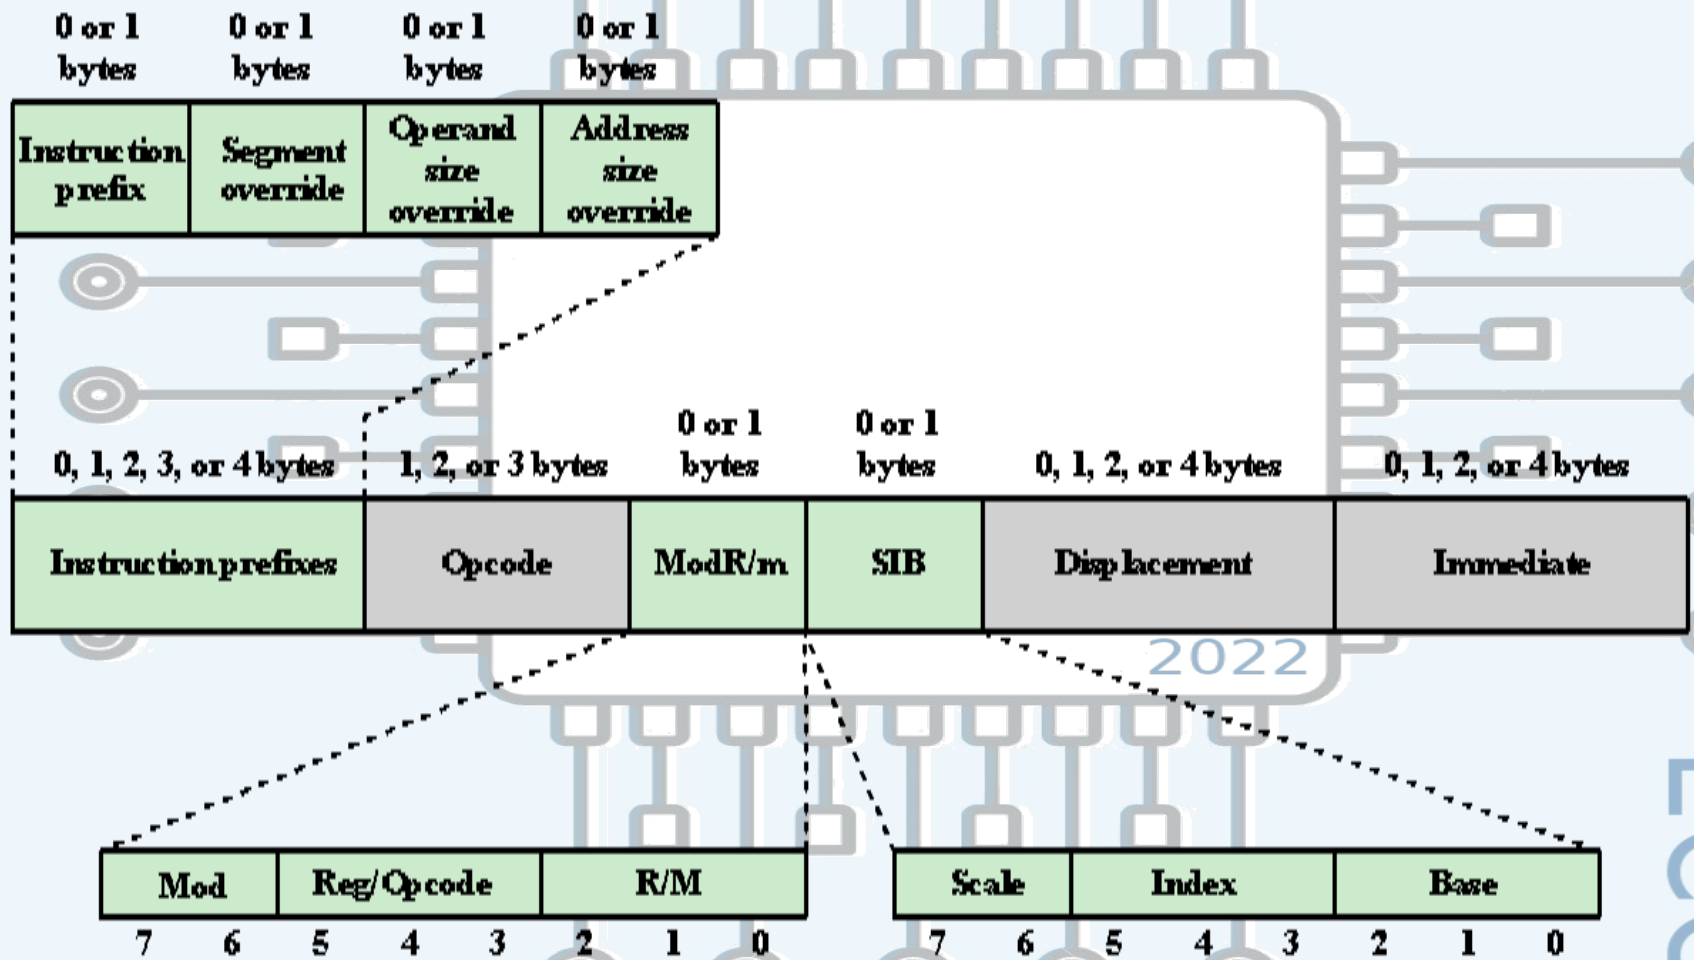 0 or 1 0 or 1 0 or 1 0 or 1
bytes bytes bytes bytes
Instruction prefix
Segment override
Operand size override
Address size override
0 or 1 0 or 1
0, 1, 2, 3, or 4 bytes 1, 2, or 3 bytes bytes bytes 0, 1, 2, or 4 bytes 0, 1, 2, or 4 bytes
Instruction prefixes Opcode ModR/m SIB Displacement Immediate
2022
Mod Reg/Opcode R/M Scale Index Base
7 6 5 4 3 2 1 0 7 6 5 4 3 2 1 0